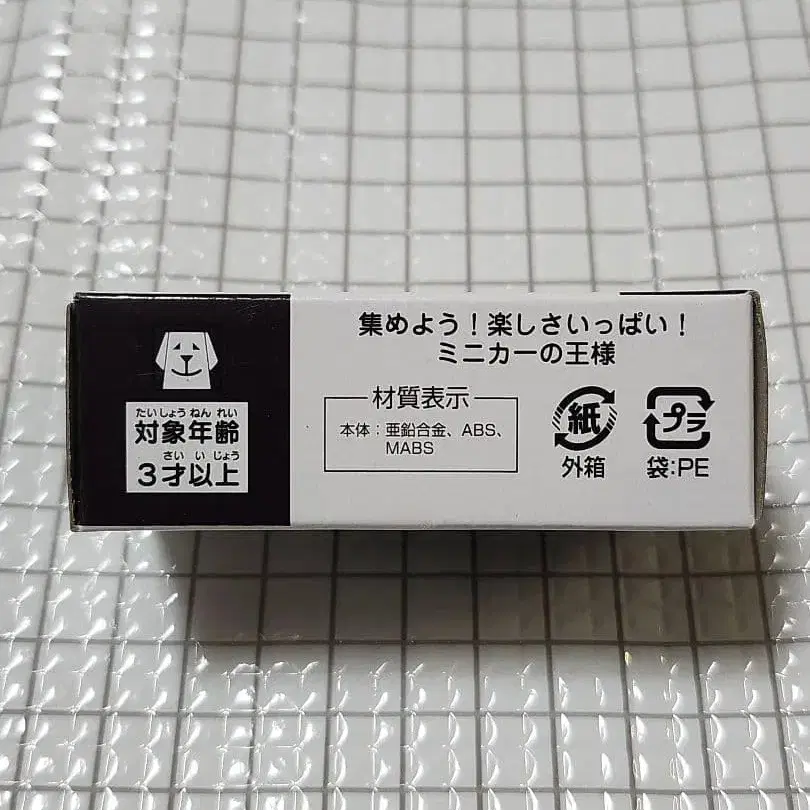 集めよう！楽しさいっぱい！
ミニカーの王様
たいしょうねんれい
対象年齢
さいいじょう
3才以上
材質表示
本体：亜鉛合金、ABS、
MABS
紙
外箱
プラ
袋:PE